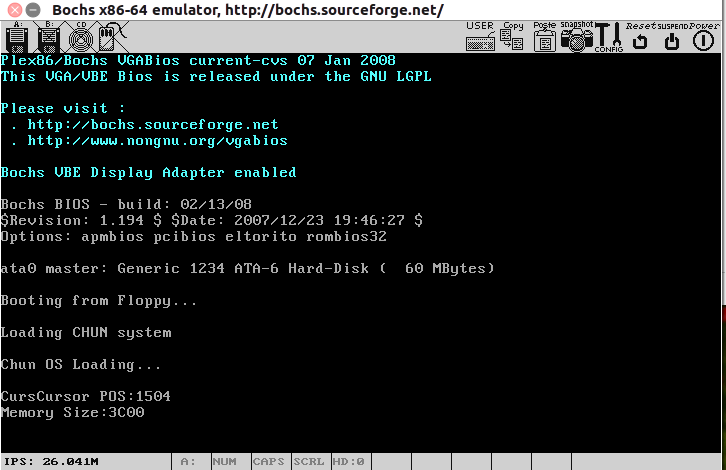 Bochs x86-64 emulator, http://bochs.sourceforge.net/
A: B: CD USER Copy Paste snapshot CONFIG Reset SUSPEND Power
Plex86/Bochs VGABios current-cvs 07 Jan 2008
This VGA/VBE Bios is released under the GNU LGPL
Please visit :
. http://bochs.sourceforge.net
. http://www.nongnu.org/vgabios
Bochs VBE Display Adapter enabled
Bochs BIOS - build: 02/13/08
$Revision: 1.194 $ $Date: 2007/12/23 19:46:27 $
Options: apmbios pcibios eltorito rombios32
ata0 master: Generic 1234 ATA-6 Hard-Disk ( 60 MBytes)
Booting from Floppy...
Loading CHUN system
Chun OS Loading...
CursCursor POS:1504
Memory Size:3C00
IPS: 26.041M A: NUM CAPS SCRL HD:0